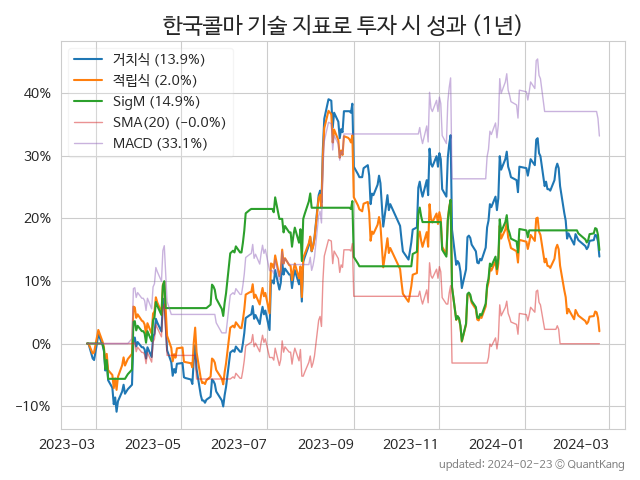 한국콜마 기술 지표로 투자 시 성과 (1년)
거치식 (13.9%)
적립식 (2.0%)
SigM (14.9%)
SMA(20) (−0.0%)
MACD (33.1%)
40%
30%
20%
10%
0%
−10%
2023-03 2023-05 2023-07 2023-09 2023-11 2024-01 2024-03
updated: 2024-02-23 ⓒ QuantKang